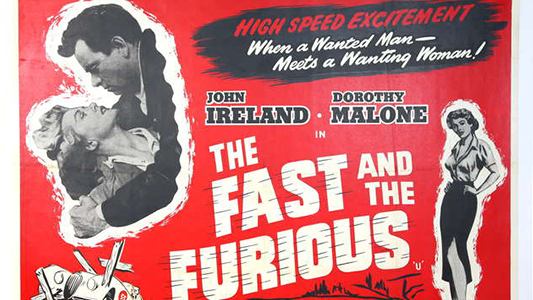 HIGH SPEED EXCITEMENT
When a Wanted Man—
Meets a Wanting Woman!
JOHN IRELAND · DOROTHY MALONE
IN
THE FAST AND THE FURIOUS
'U'